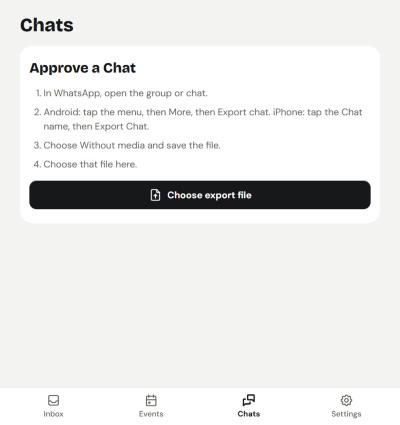 Chats
Approve a Chat
1. In WhatsApp, open the group or chat.
2. Android: tap the menu, then More, then Export chat. iPhone: tap the Chat
name, then Export Chat.
3. Choose Without media and save the file.
4. Choose that file here.
Choose export file
Inbox
Events
Chats
Settings